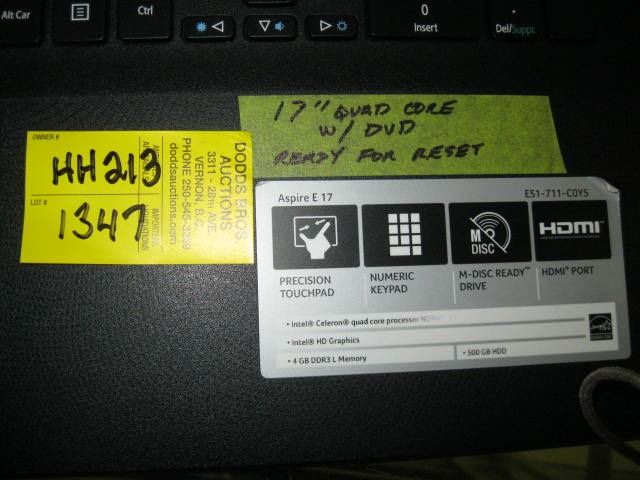 Alt Car
Ctrl
0
Insert
.
Del/Suppr.
17" QUAD CORE
W/ DVD
READY FOR RESET
OWNER #
HH213
LOT #
1347
DODDS BROS.
AUCTIONS
3311 - 28TH AVE.
VERNON, B.C.
PHONE 250-545-3259
doddsauctions.com
Aspire E 17
ES1-711-C0Y5
M
DISC
HDMI
PRECISION
TOUCHPAD
NUMERIC
KEYPAD
M-DISC READY™
DRIVE
HDMI® PORT
• Intel® Celeron® quad core processor
• Intel® HD Graphics
• 4 GB DDR3 L Memory
• 500 GB HDD